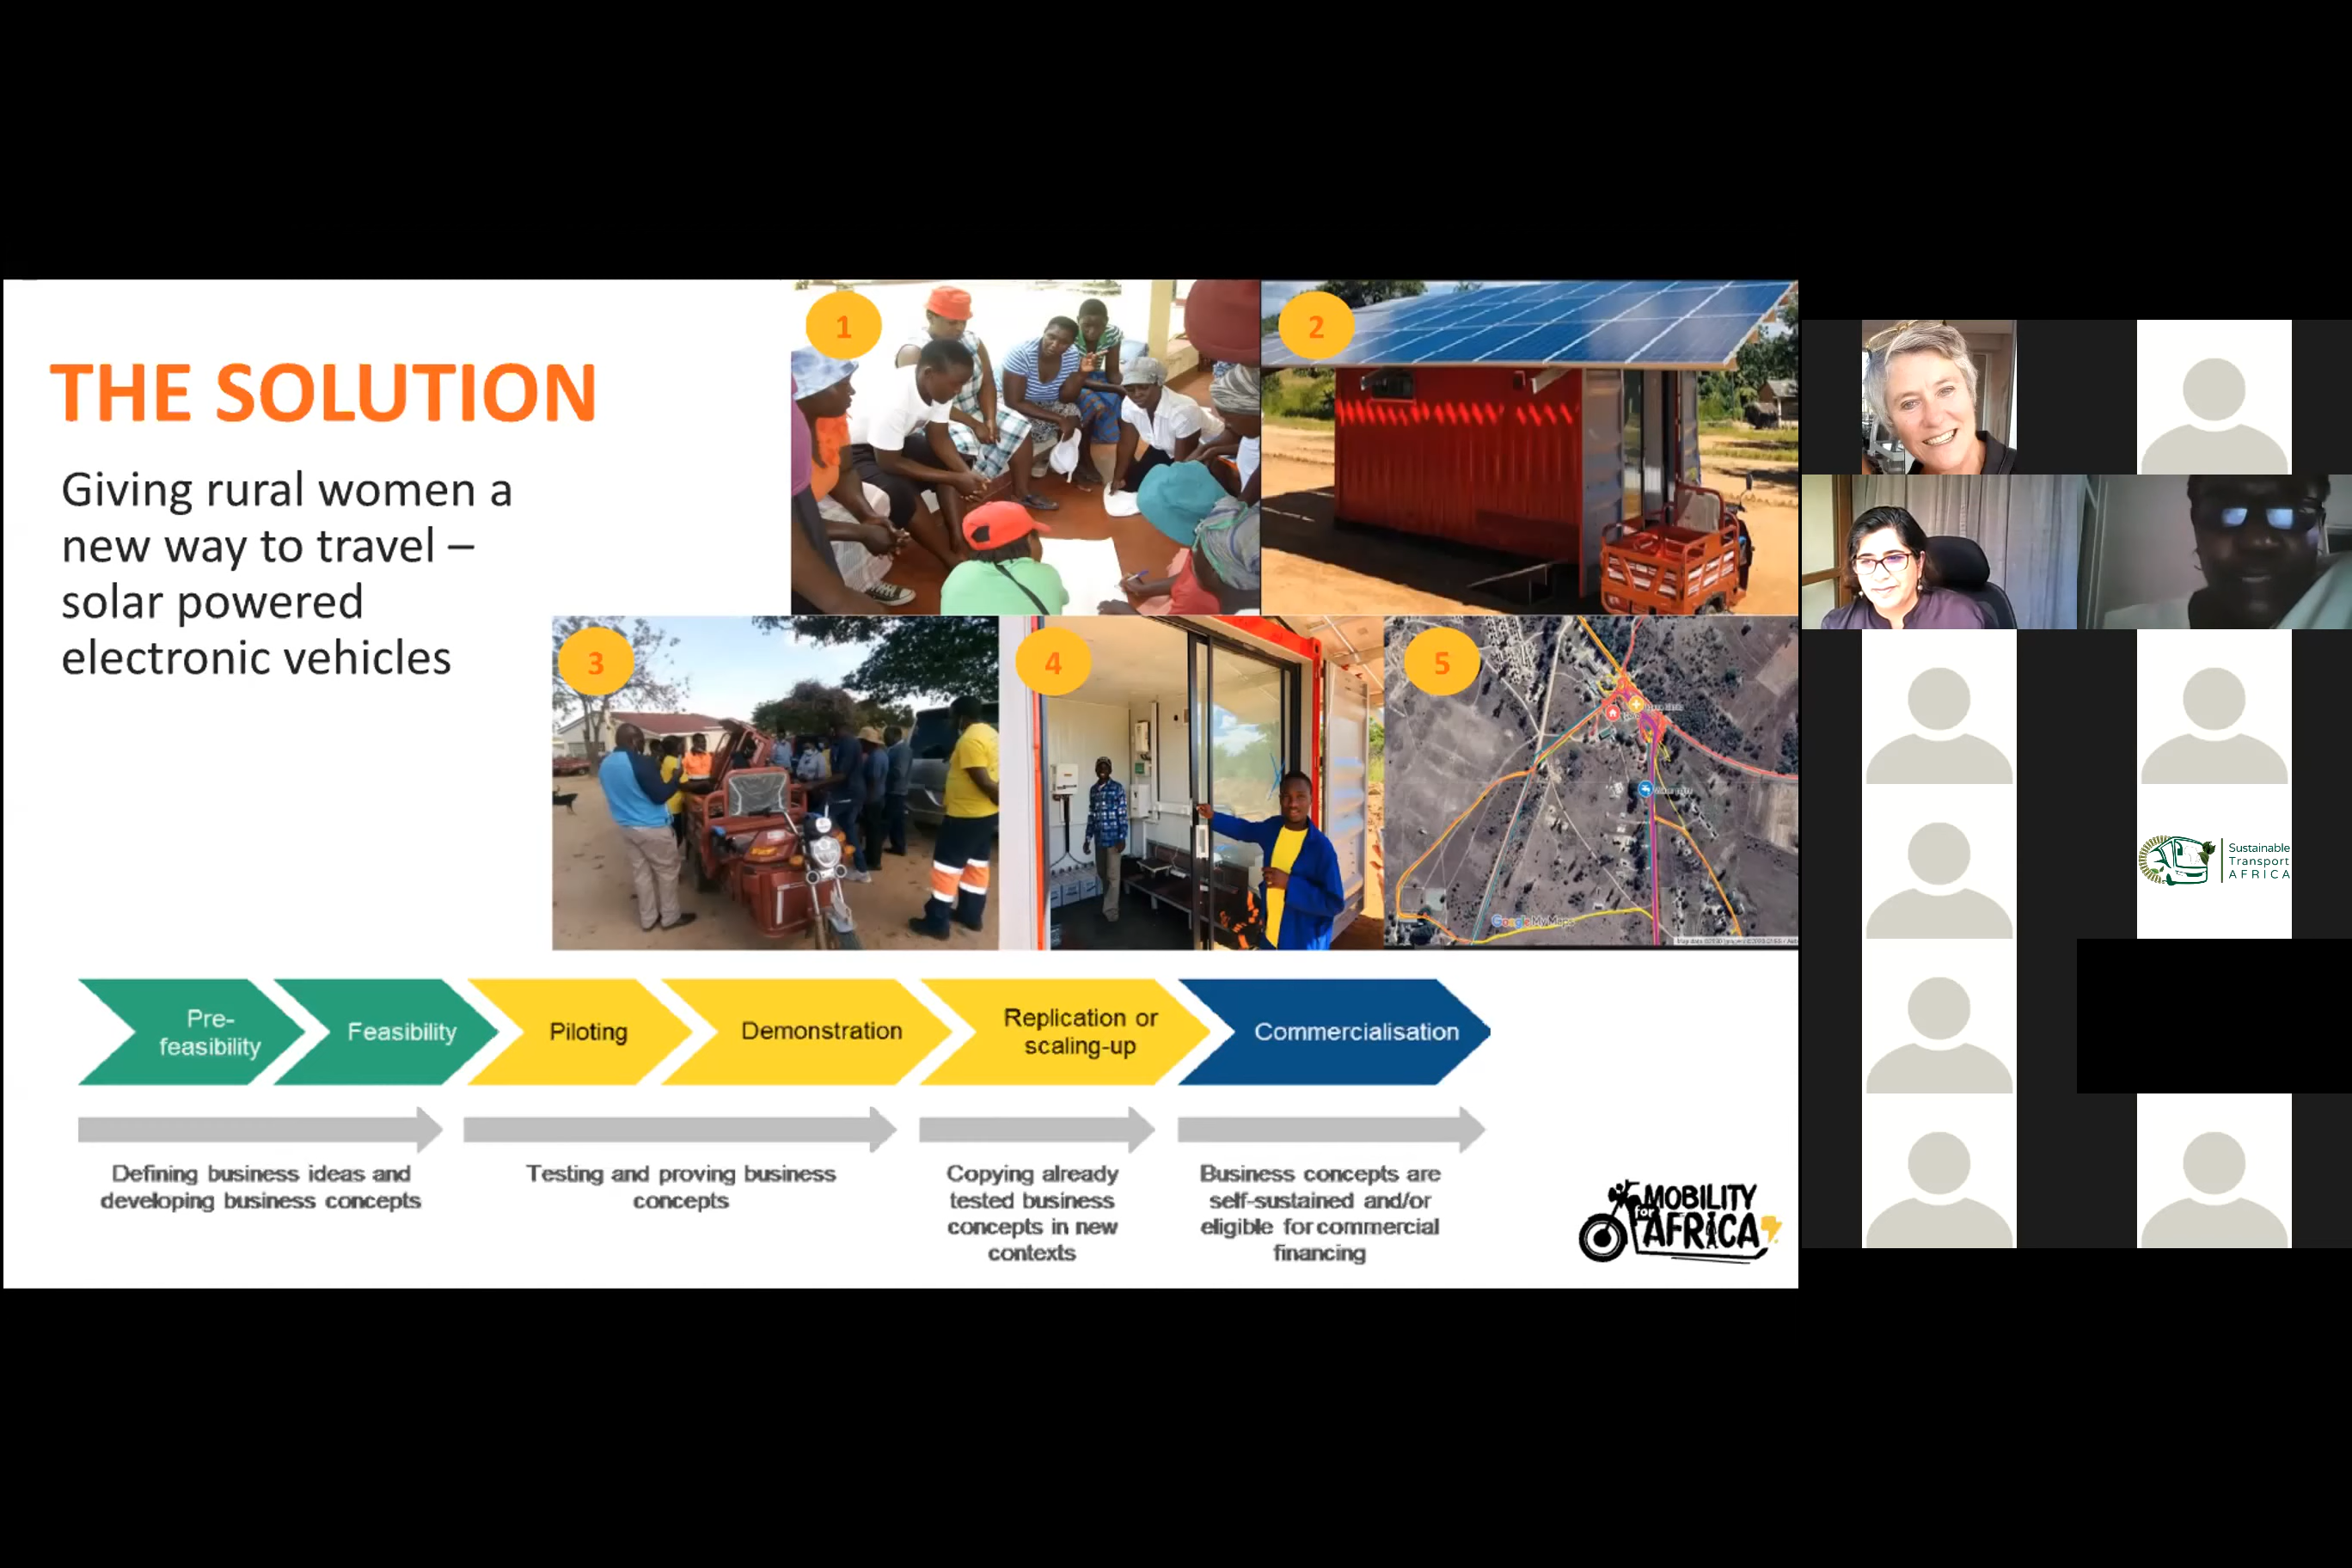 THE SOLUTION
Giving rural women a
new way to travel –
solar powered
electronic vehicles
1
2
3
4
5
Google My Maps
Pre-
feasibility
Feasibility
Piloting
Demonstration
Replication or
scaling-up
Commercialisation
Defining business ideas and
developing business concepts
Testing and proving business
concepts
Copying already
tested business
concepts in new
contexts
Business concepts are
self-sustained and/or
eligible for commercial
financing
MOBILITY
for
AFRICA
Sustainable
Transport
AFRICA